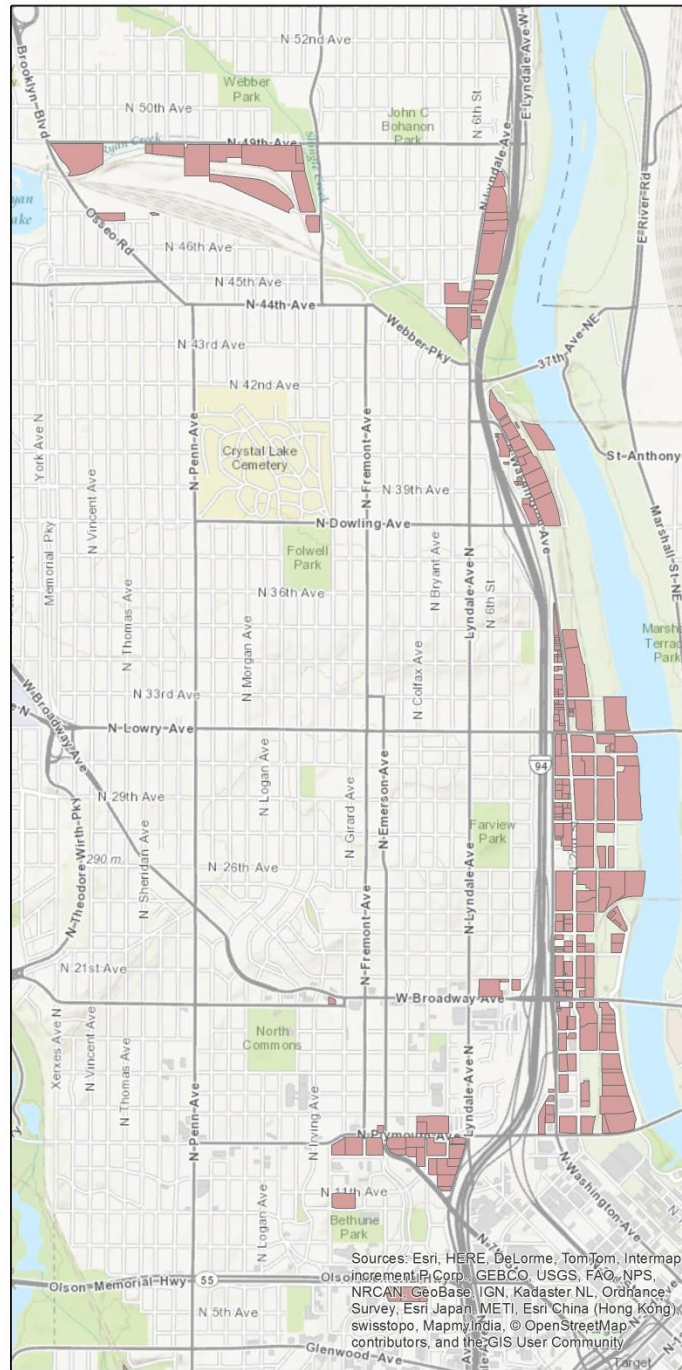 N 52nd Ave
Brooklyn-Blvd
Webber
Park
N 50th Ave
John C
Bohanon
Park
N 6th St
E Lyndale Ave W
Ryan Creek
N-49th-Ave
Shingle Creek
N-Lyndale-Ave
E-River-Rd
Osseo Rd
N 46th Ave
N 45th Ave
N-44th-Ave
Webber-Pky
N 43rd Ave
37th Ave-NE
N 42nd Ave
York Ave N
N-Penn-Ave
Crystal Lake
Cemetery
N-Fremont-Ave
N Vincent Ave
N 39th Ave
St-Anthony
N-Dowling-Ave
Folwell
Park
Memorial Pky
N Thomas Ave
N 36th Ave
N Bryant Ave
Lyndale-Ave-N
N 6th St
Marshall-St-NE
N Morgan Ave
N Colfax Ave
Terrac
Park
N 33rd Ave
W-Broadway-Ave
e N
N-Lowry-Ave
94
N Logan Ave
N Girard Ave
N-Emerson-Ave
N 29th Ave
N-Theodore-Wirth-Pky
N-Sheridan-Ave
Farview
Park
290 m
N 26th Ave
N-Lyndale-Ave
N-Fremont-Ave
N 21st Ave
W-Broadway-Ave
Xerxes Ave N
N Vincent Ave
N Thomas Ave
North
Commons
N-Penn-Ave
N Irving Ave
Lyndale-Ave-N
N-Plymouth-Ave
N 11th Ave
N Logan Ave
Bethune
Park
N-Washington-Ave
N-7th
Olson-Memorial-Hwy
55
N 5th Ave
Glenwood-Ave
Sources: Esri, HERE, DeLorme, TomTom, Intermap,
increment P Corp., GEBCO, USGS, FAO, NPS,
NRCAN, GeoBase, IGN, Kadaster NL, Ordnance
Survey, Esri Japan, METI, Esri China (Hong Kong),
swisstopo, MapmyIndia, © OpenStreetMap
contributors, and the GIS User Community
Target